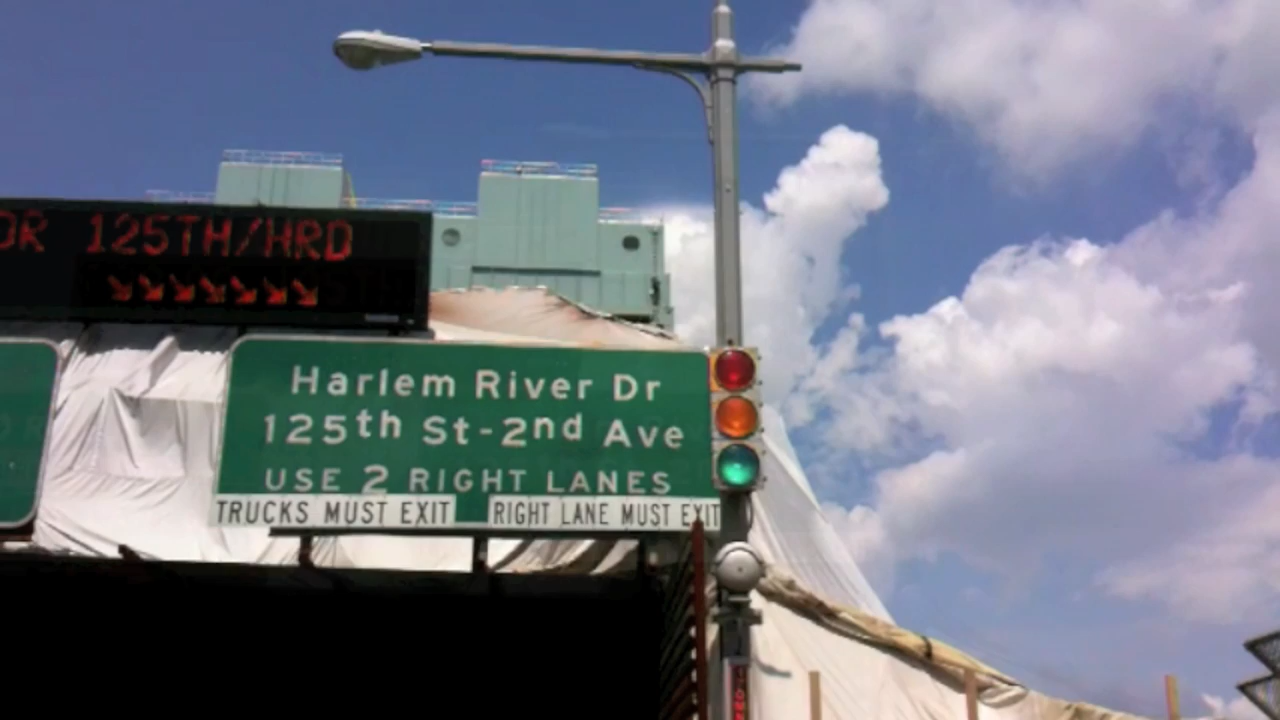 OR 125TH/HRD
Harlem River Dr
125th St-2nd Ave
USE 2 RIGHT LANES
TRUCKS MUST EXIT RIGHT LANE MUST EXIT